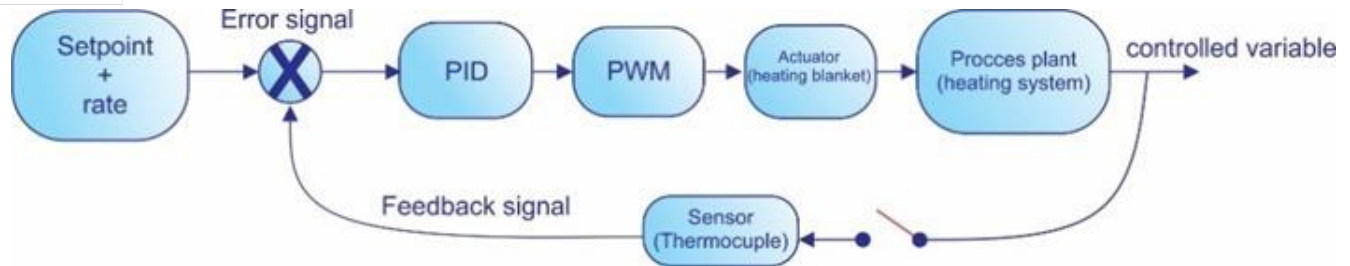 Error signal
Setpoint
+
rate
PID
PWM
Actuator
(heating blanket)
Procces plant
(heating system)
controlled variable
Feedback signal
Sensor
(Thermocuple)